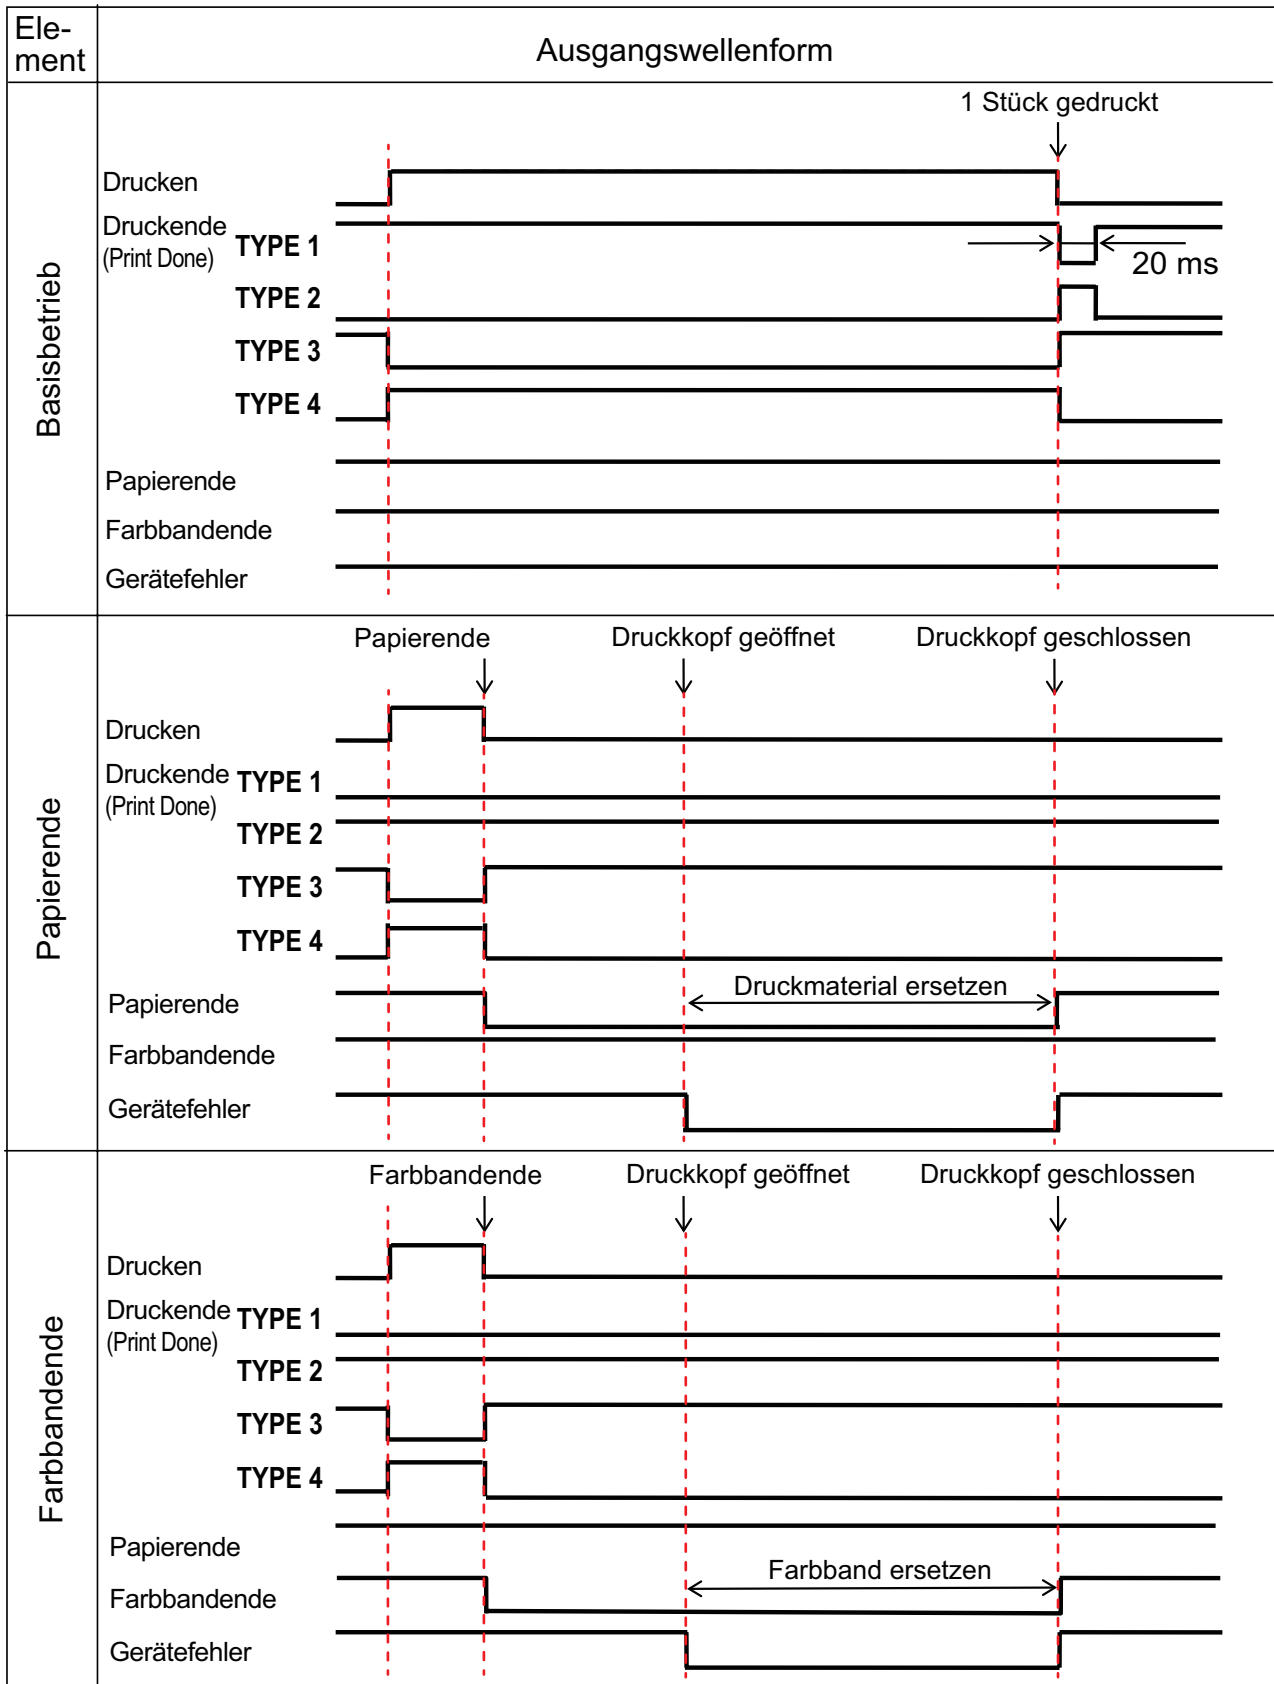 Ele-
ment
Ausgangswellenform
Basisbetrieb
1 Stück gedruckt
Drucken
Druckende
(Print Done)
TYPE 1
20 ms
TYPE 2
TYPE 3
TYPE 4
Papierende
Farbbandende
Gerätefehler
Papierende
Papierende
Druckkopf geöffnet
Druckkopf geschlossen
Drucken
Druckende
(Print Done)
TYPE 1
TYPE 2
TYPE 3
TYPE 4
Druckmaterial ersetzen
Papierende
Farbbandende
Gerätefehler
Farbbandende
Farbbandende
Druckkopf geöffnet
Druckkopf geschlossen
Drucken
Druckende
(Print Done)
TYPE 1
TYPE 2
TYPE 3
TYPE 4
Papierende
Farbband ersetzen
Farbbandende
Gerätefehler